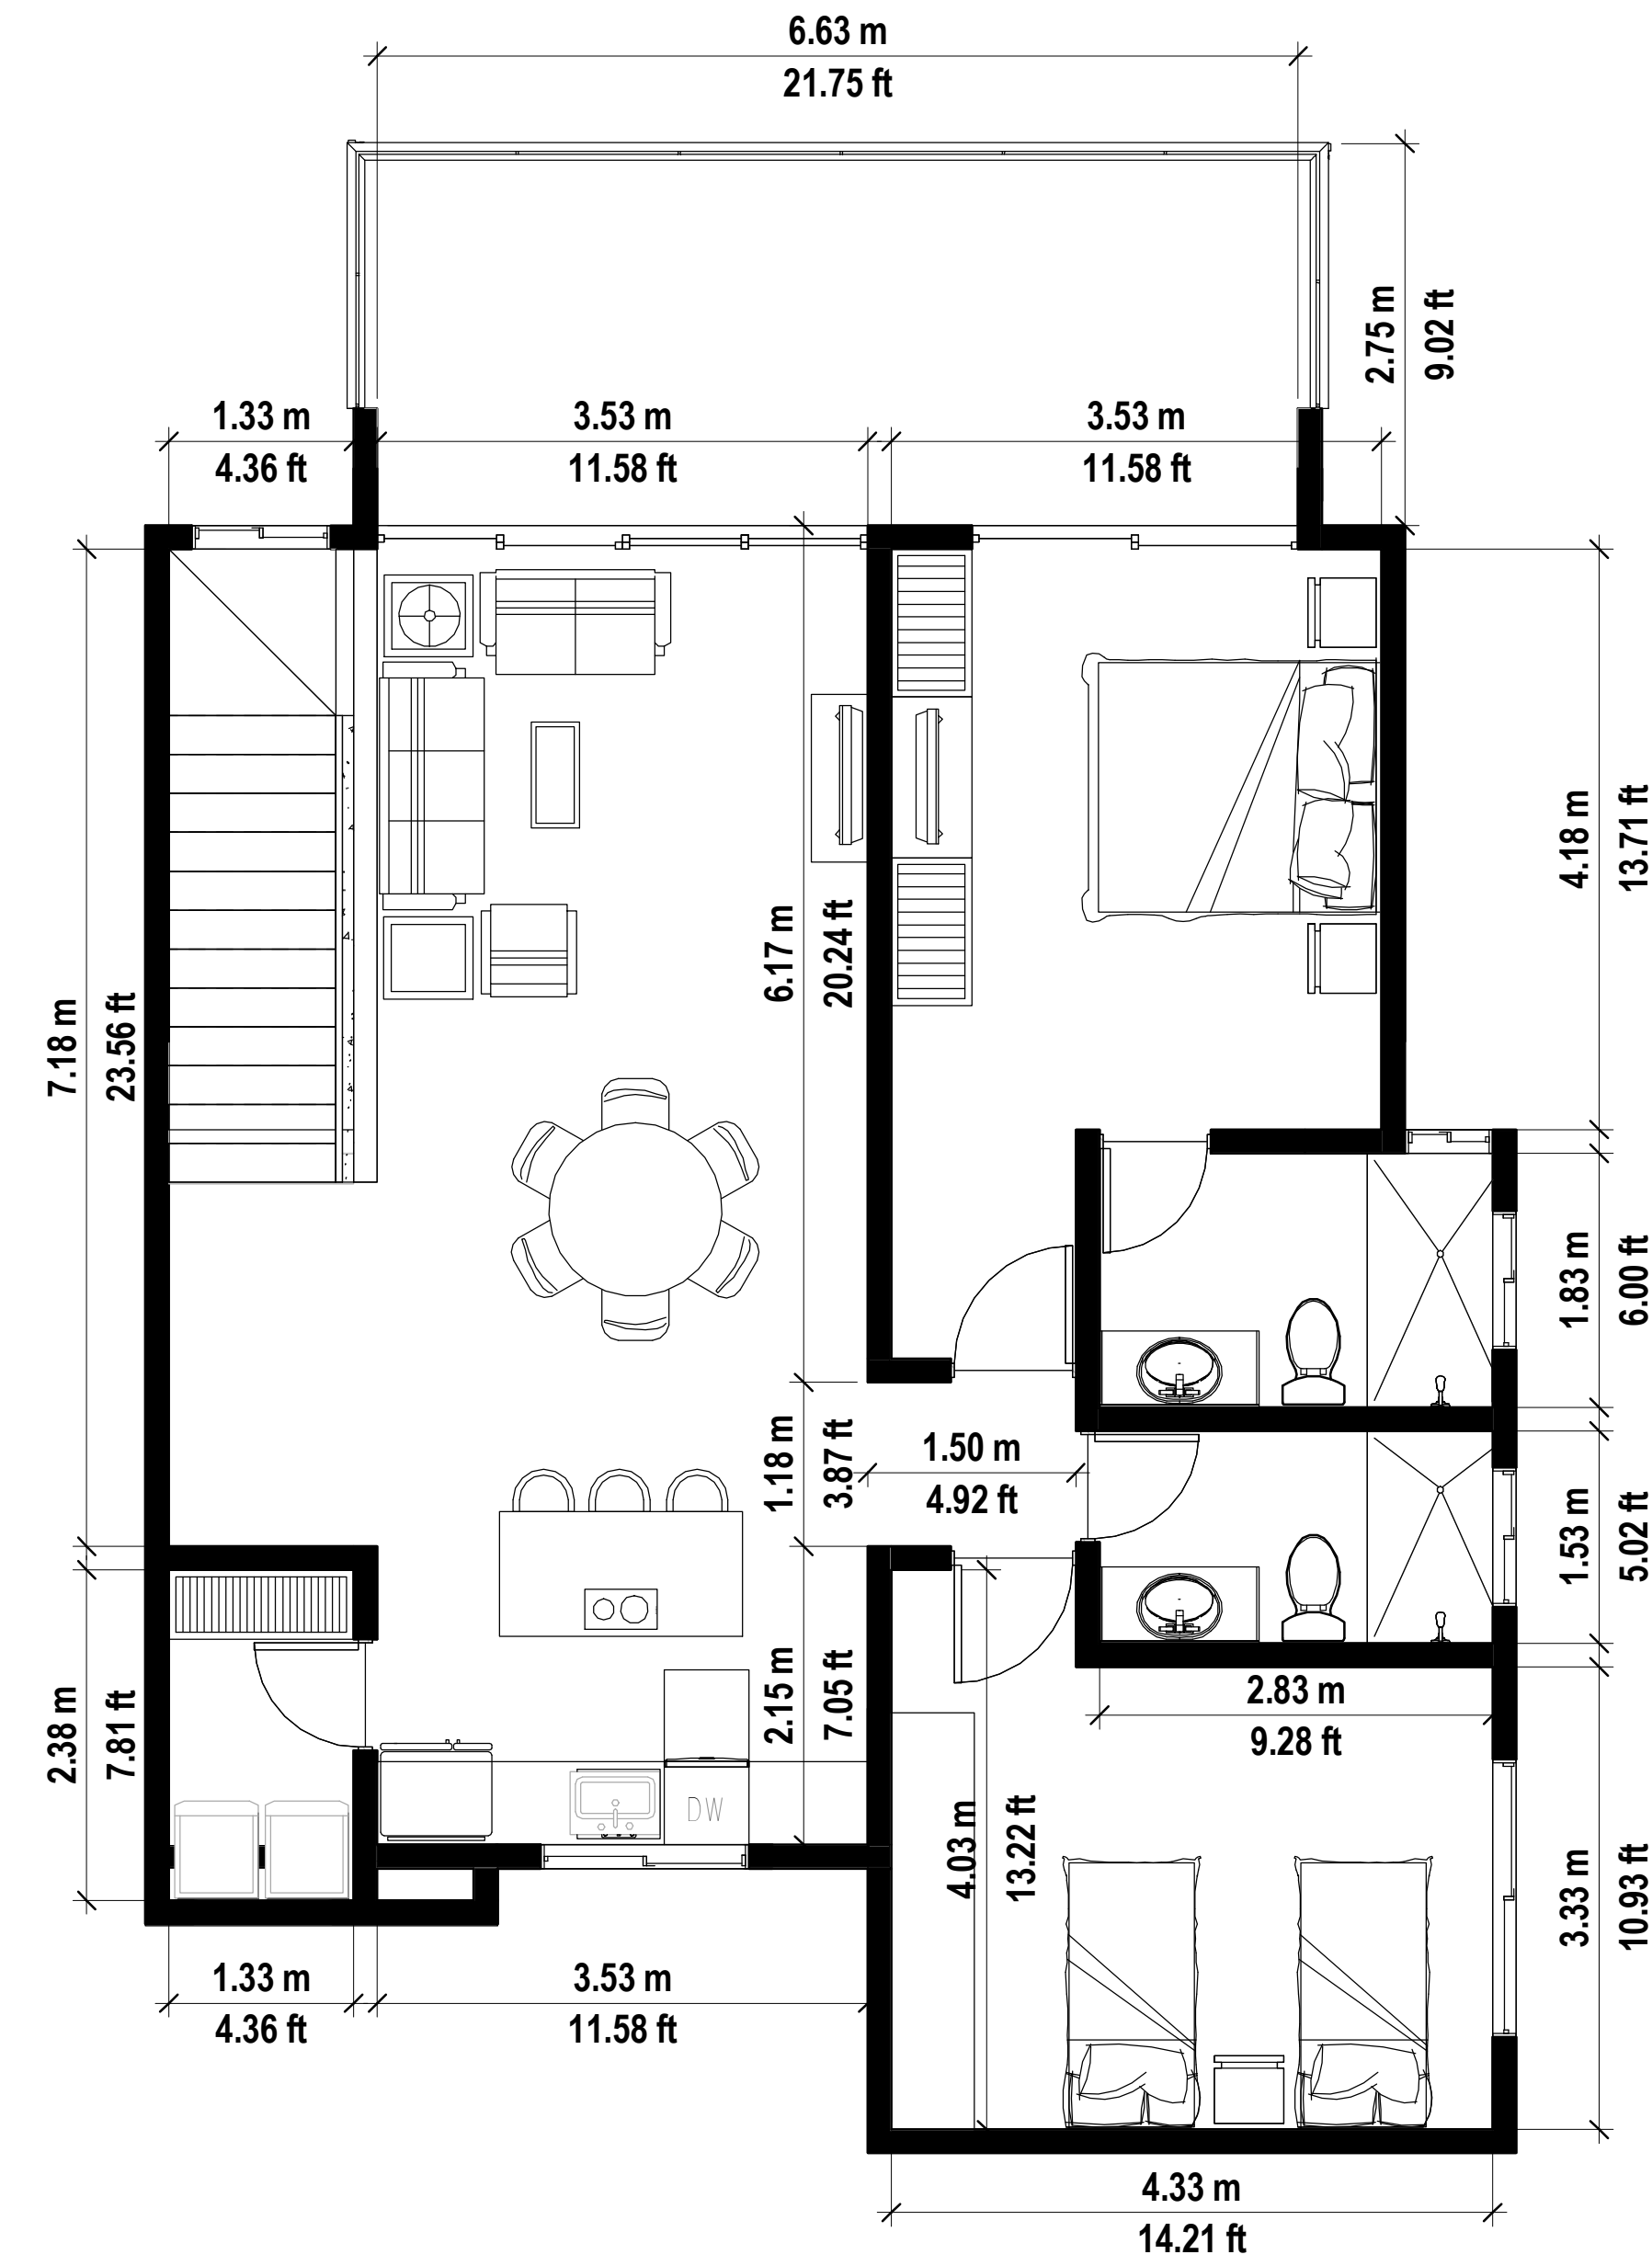 6.63 m
21.75 ft
2.75 m
9.02 ft
1.33 m
4.36 ft
3.53 m
11.58 ft
3.53 m
11.58 ft
4.18 m
13.71 ft
6.17 m
20.24 ft
7.18 m
23.56 ft
1.83 m
6.00 ft
1.18 m
3.87 ft
1.50 m
4.92 ft
1.53 m
5.02 ft
2.38 m
7.81 ft
2.15 m
7.05 ft
2.83 m
9.28 ft
DW
4.03 m
13.22 ft
3.33 m
10.93 ft
1.33 m
4.36 ft
3.53 m
11.58 ft
4.33 m
14.21 ft